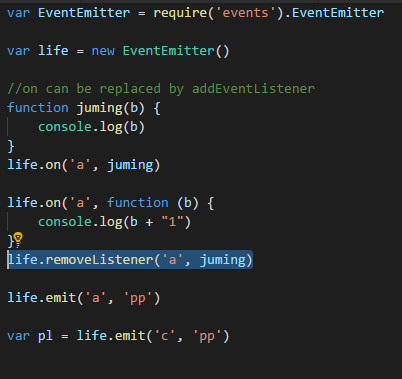 var EventEmitter = require('events').EventEmitter
var life = new EventEmitter()
//on can be replaced by addEventListener
function juming(b) {
console.log(b)
}
life.on('a', juming)
life.on('a', function (b) {
console.log(b + "1")
}
life.removeListener('a', juming)
life.emit('a', 'pp')
var pl = life.emit('c', 'pp')